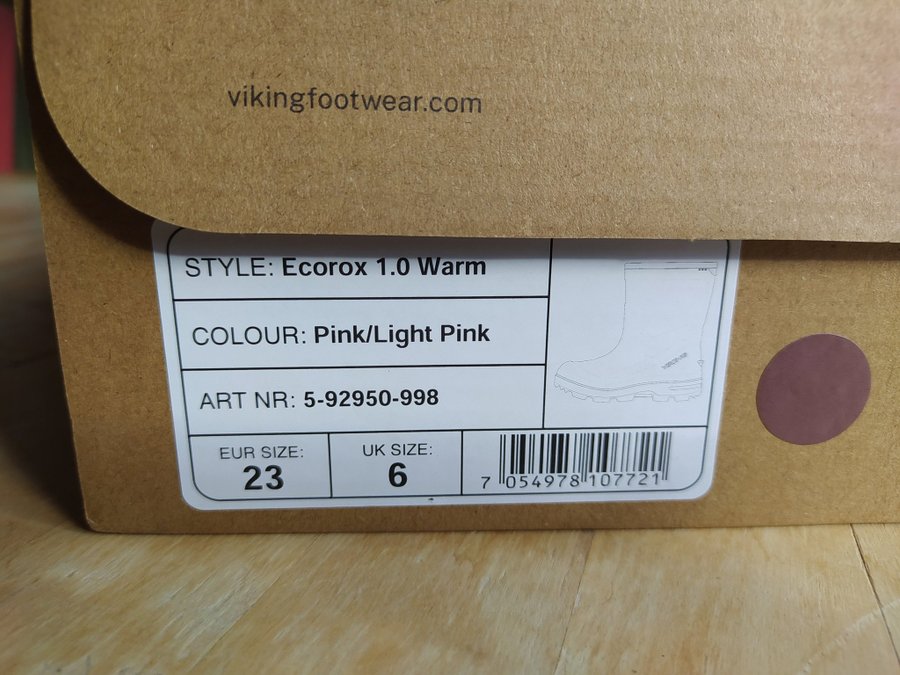 vikingfootwear.com
STYLE: Ecorox 1.0 Warm
COLOUR: Pink/Light Pink
ART NR: 5-92950-998
EUR SIZE:
23
UK SIZE:
6
7 054978 107721